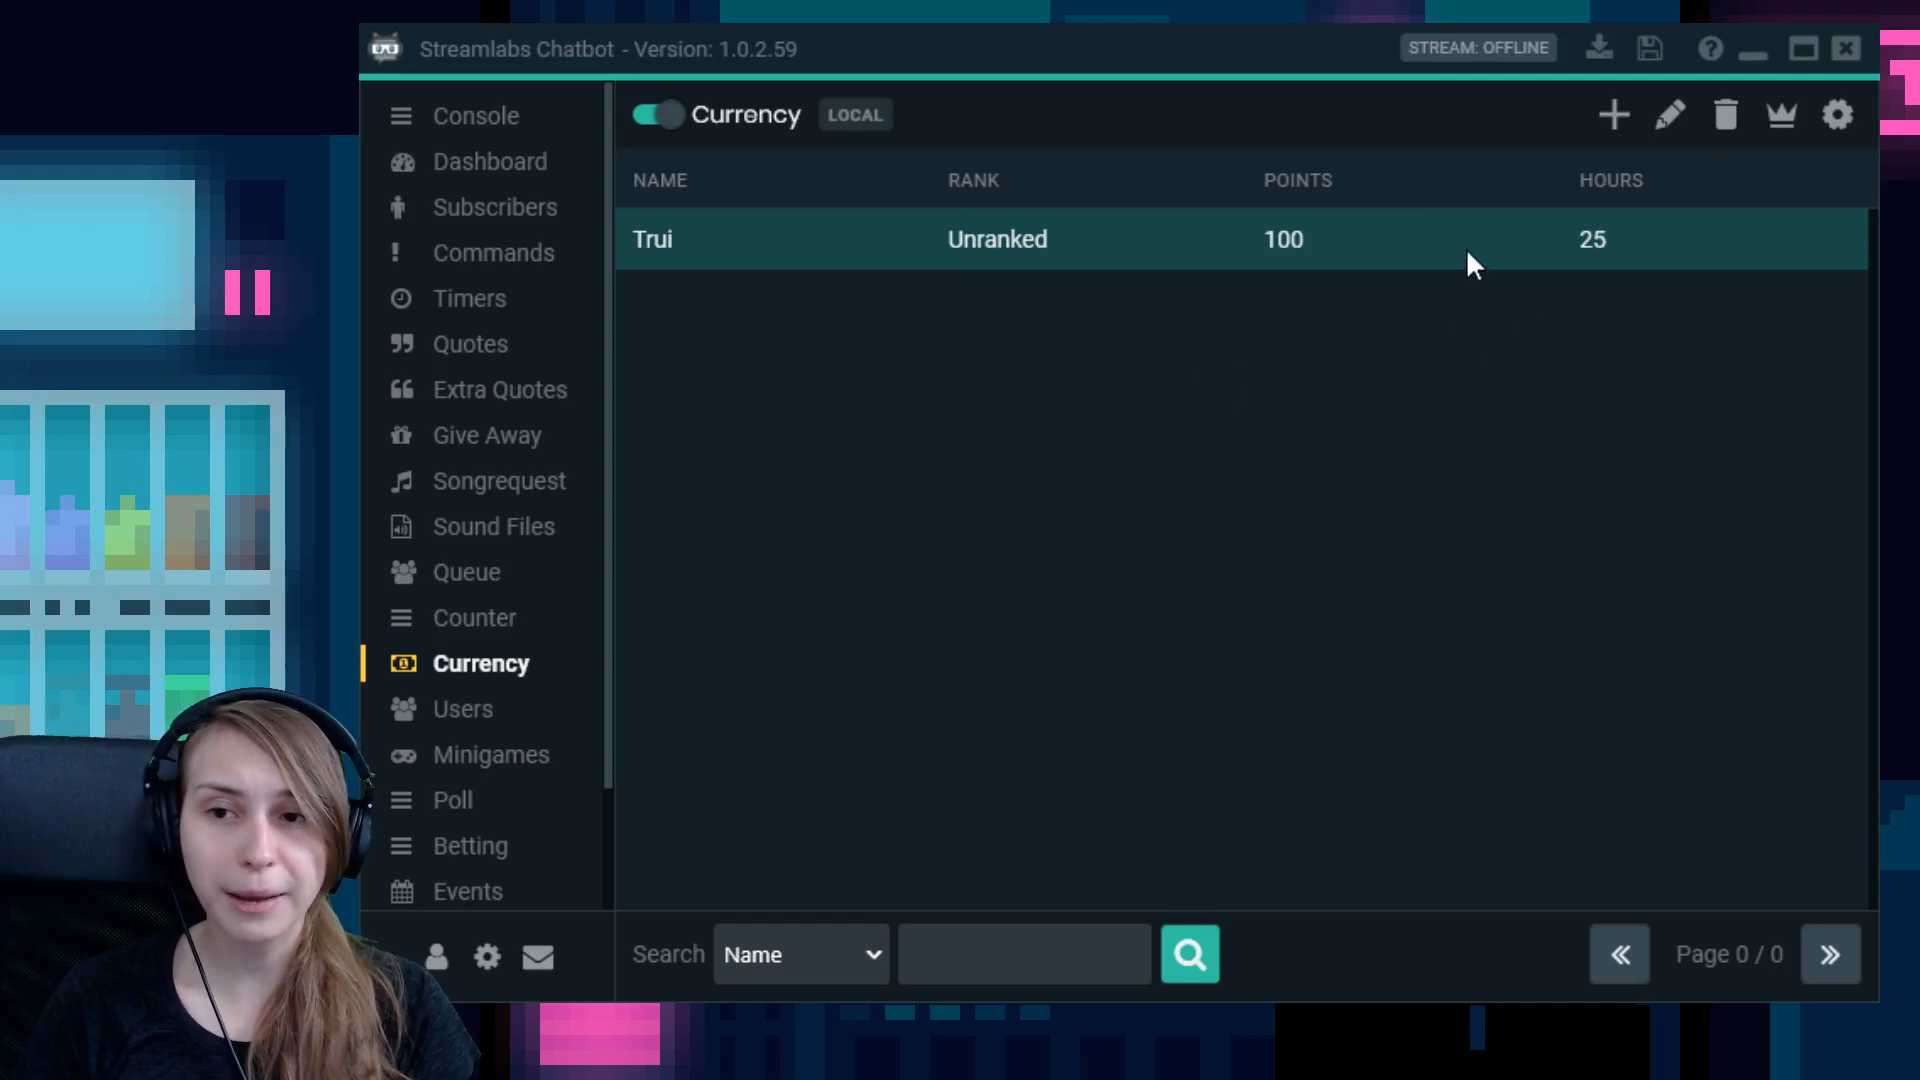 Streamlabs Chatbot - Version: 1.0.2.59
STREAM: OFFLINE
Console
Dashboard
Subscribers
Commands
Timers
Quotes
Extra Quotes
Give Away
Songrequest
Sound Files
Queue
Counter
Currency
Users
Minigames
Poll
Betting
Events
Currency
LOCAL
NAME
RANK
POINTS
HOURS
Trui
Unranked
100
25
Search
Name
Page 0 / 0